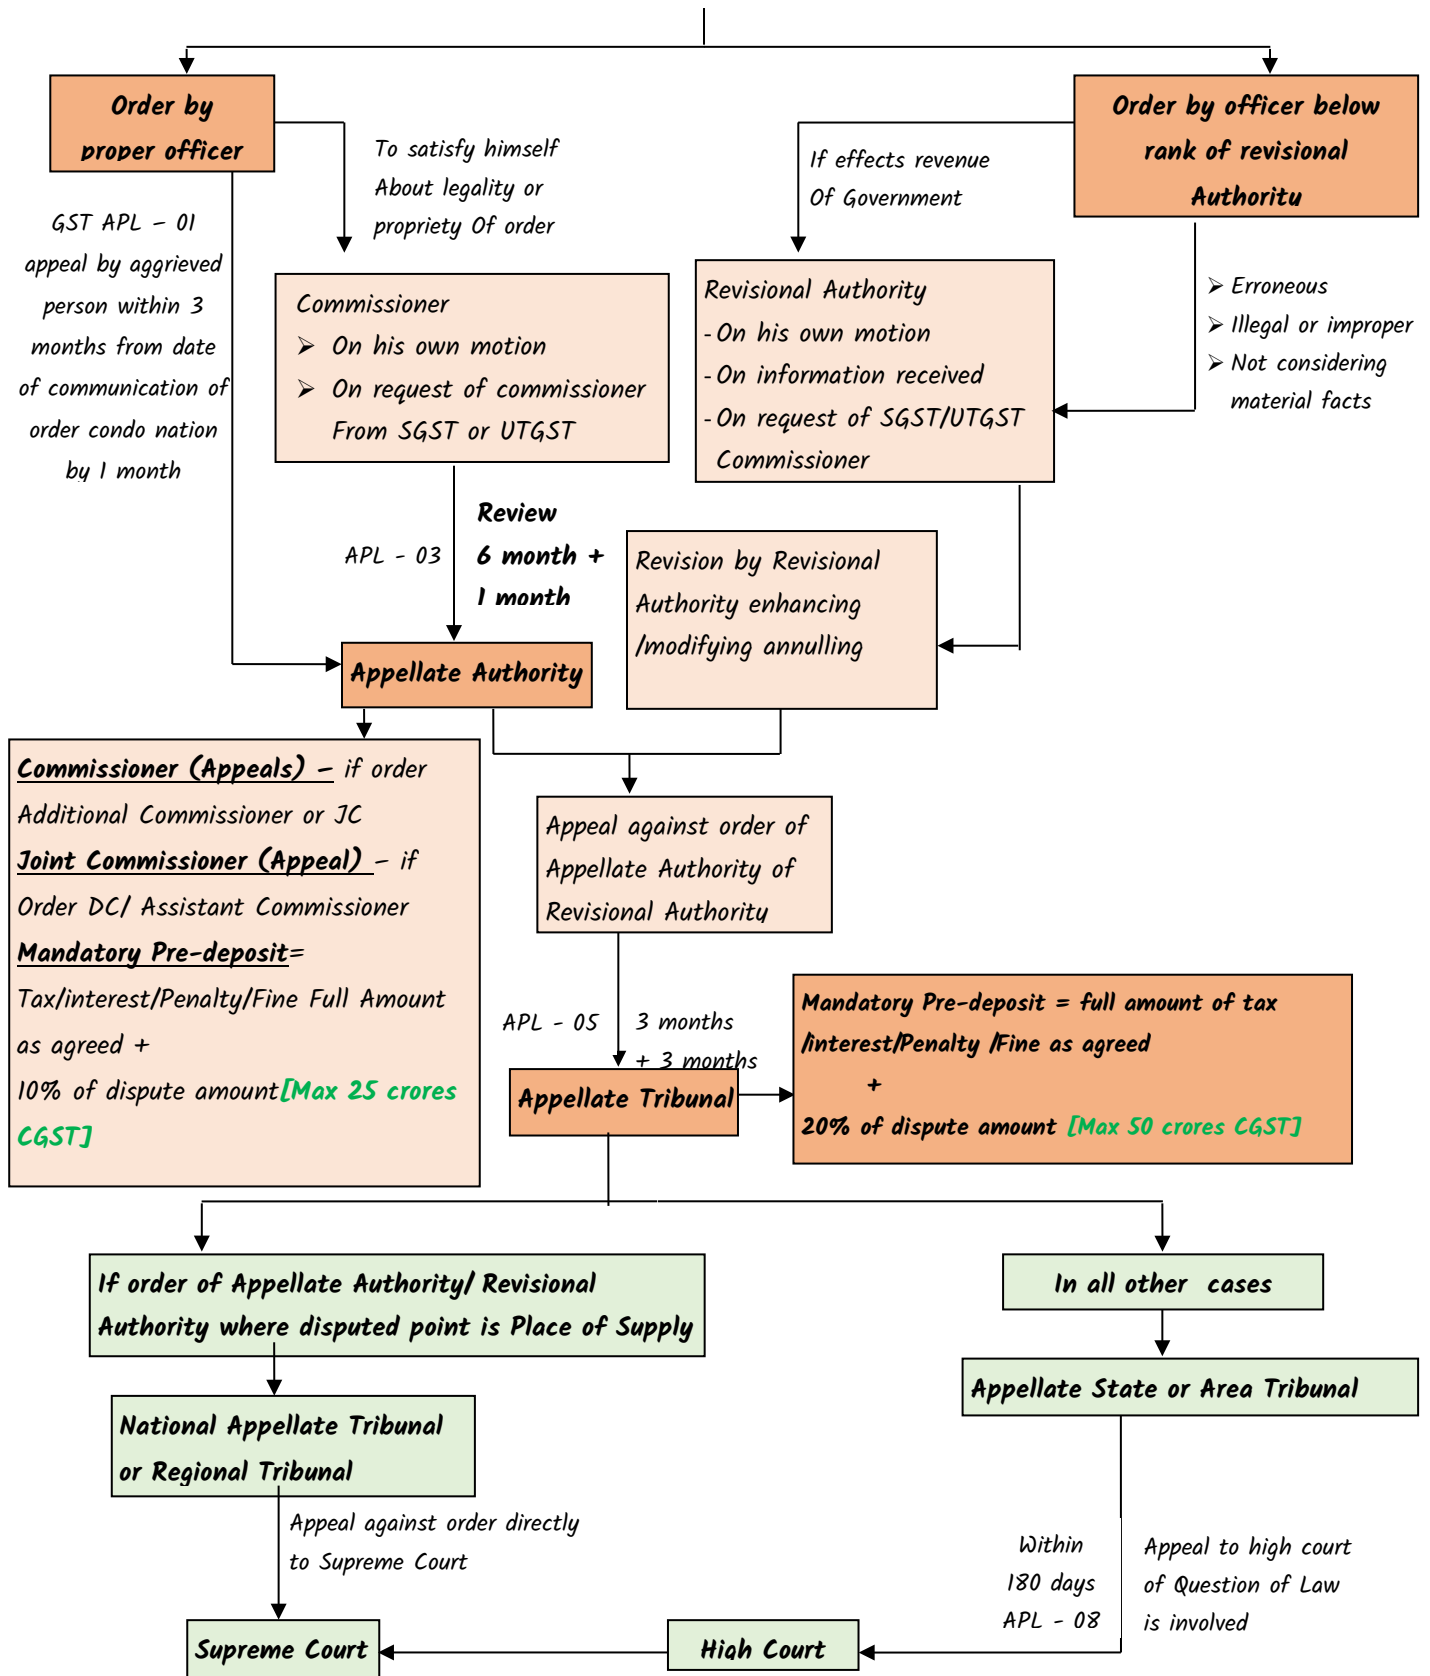 Order by
proper officer
Order by officer below
rank of revisional
Authority
To satisfy himself
About legality or
propriety Of order
If effects revenue
Of Government
GST APL – 01
appeal by aggrieved
person within 3
months from date
of communication of
order condo nation
by 1 month
Commissioner
➢ On his own motion
➢ On request of commissioner
From SGST or UTGST
Revisional Authority
- On his own motion
- On information received
- On request of SGST/UTGST
Commissioner
➢ Erroneous
➢ Illegal or improper
➢ Not considering
material facts
APL - 03
Review
6 month +
1 month
Revision by Revisional
Authority enhancing
/modifying annulling
Appellate Authority
Commissioner (Appeals) – if order
Additional Commissioner or JC
Joint Commissioner (Appeal) – if
Order DC/ Assistant Commissioner
Mandatory Pre-deposit=
Tax/interest/Penalty/Fine Full Amount
as agreed +
10% of dispute amount[Max 25 crores
CGST]
Appeal against order of
Appellate Authority of
Revisional Authority
APL - 05
3 months
+ 3 months
Appellate Tribunal
Mandatory Pre-deposit = full amount of tax
/interest/Penalty /Fine as agreed
+
20% of dispute amount [Max 50 crores CGST]
If order of Appellate Authority/ Revisional
Authority where disputed point is Place of Supply
In all other cases
National Appellate Tribunal
or Regional Tribunal
Appellate State or Area Tribunal
Appeal against order directly
to Supreme Court
Within
180 days
APL - 08
Appeal to high court
of Question of Law
is involved
Supreme Court
High Court